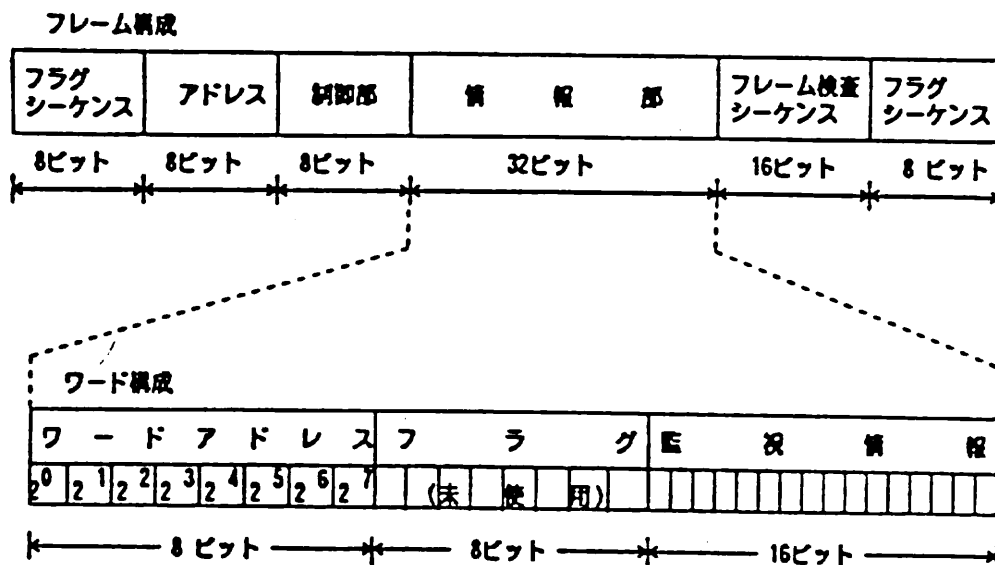 フレーム構成
フラグ
シーケンス
アドレス
制御部
情報部
フレーム検査
シーケンス
フラグ
シーケンス
8ビット
8ビット
8ビット
32ビット
16ビット
8 ビット
ワード構成
ワードアドレス
フラグ
監視情報
2^0 2^1 2^2 2^3 2^4 2^5 2^6 2^7
(未使用)
8 ビット
8ビット
16ビット